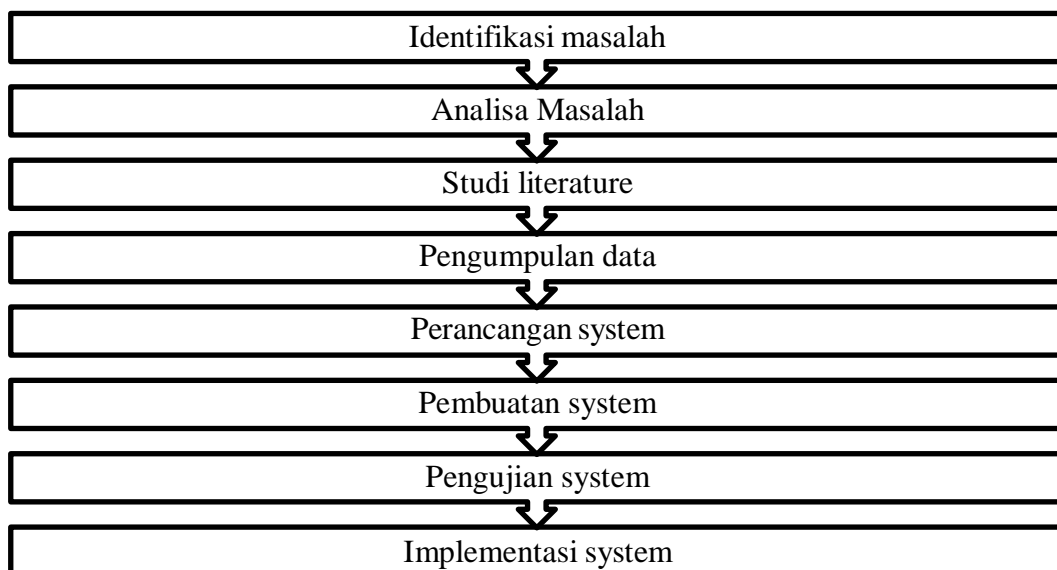 Identifikasi masalah
Analisa Masalah
Studi literature
Pengumpulan data
Perancangan system
Pembuatan system
Pengujian system
Implementasi system